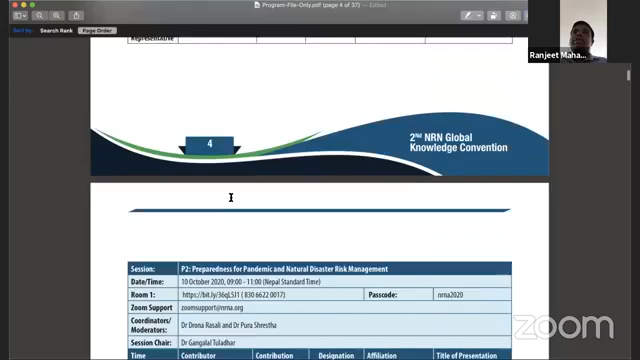 Program-File-Only.pdf (page 4 of 37) — Edited
Sort by: Search Rank Page Order
Ranjeet Maha...
Representative
4
2nd NRN Global
Knowledge Convention
Session: P2: Preparedness for Pandemic and Natural Disaster Risk Management
Date/Time: 10 October 2020, 09:00 - 11:00 (Nepal Standard Time)
Room 1: https://bit.ly/36qL5J1 ( 830 6622 0017) Passcode: nrna2020
Zoom Support zoomsupport@nrna.org
Coordinators/
Moderators: Dr Drona Rasali and Dr Puru Shrestha
Session Chair: Dr Gangalal Tuladhar
Time Contributor Contribution Designation Affiliation Title of Presentation
zoom